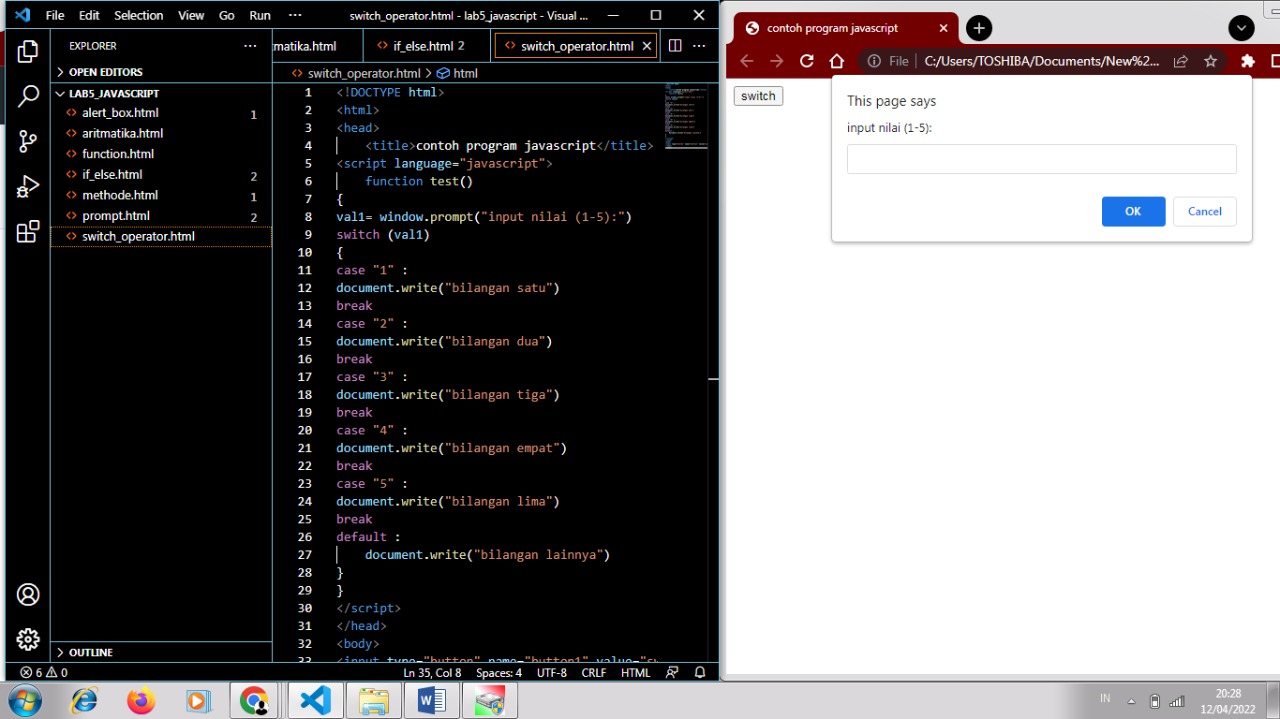 File Edit Selection View Go Run ··· switch_operator.html - lab5_javascript - Visual ...
EXPLORER ···
OPEN EDITORS
LAB5_JAVASCRIPT
alert_box.html 1
aritmatika.html
function.html
if_else.html 2
methode.html 1
prompt.html 2
switch_operator.html
OUTLINE
matika.html if_else.html 2 switch_operator.html ···
switch_operator.html > html
1 <!DOCTYPE html>
2 <html>
3 <head>
4 <title>contoh program javascript</title>
5 <script language="javascript">
6 function test()
7 {
8 val1= window.prompt("input nilai (1-5):")
9 switch (val1)
10 {
11 case "1" :
12 document.write("bilangan satu")
13 break
14 case "2" :
15 document.write("bilangan dua")
16 break
17 case "3" :
18 document.write("bilangan tiga")
19 break
20 case "4" :
21 document.write("bilangan empat")
22 break
23 case "5" :
24 document.write("bilangan lima")
25 break
26 default :
27 document.write("bilangan lainnya")
28 }
29 }
30 </script>
31 </head>
32 <body>
33 <input type="button" name="button1" value="s
6 0 Ln 35, Col 8 Spaces: 4 UTF-8 CRLF HTML
contoh program javascript
File C:/Users/TOSHIBA/Documents/New%2...
switch
This page says
input nilai (1-5):
OK Cancel
IN 20:28
12/04/2022